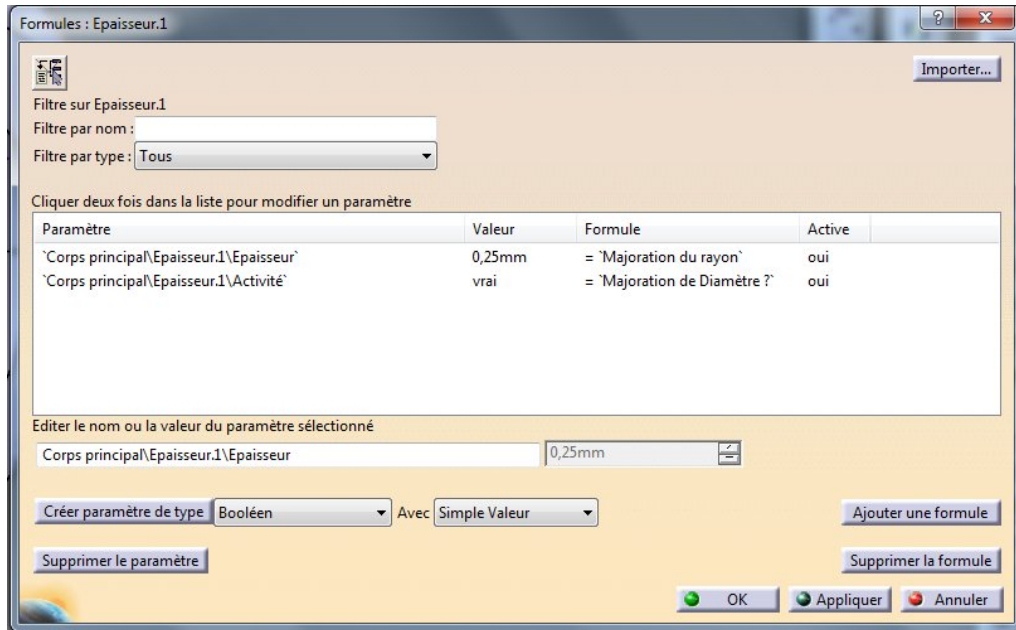 Formules : Epaisseur.1
?
Importer...
Filtre sur Epaisseur.1
Filtre par nom :
Filtre par type : Tous
Cliquer deux fois dans la liste pour modifier un paramètre
Paramètre Valeur Formule Active
`Corps principal\Epaisseur.1\Epaisseur` 0,25mm = `Majoration du rayon` oui
`Corps principal\Epaisseur.1\Activité` vrai = `Majoration de Diamètre ?` oui
Editer le nom ou la valeur du paramètre sélectionné
Corps principal\Epaisseur.1\Epaisseur 0,25mm
Créer paramètre de type Booléen Avec Simple Valeur Ajouter une formule
Supprimer le paramètre Supprimer la formule
OK Appliquer Annuler